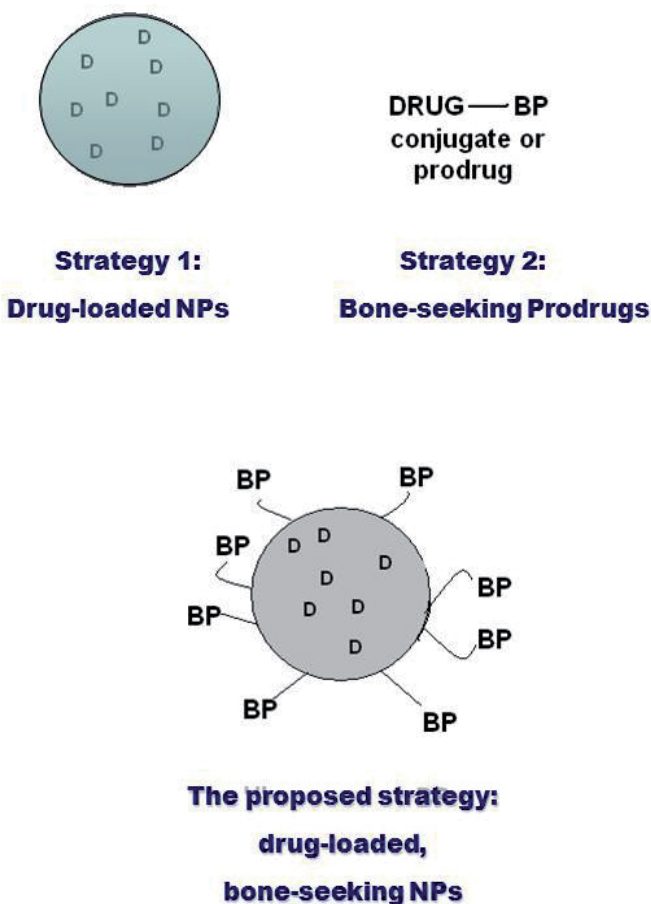 D
D
D
D
D
D
D
D
DRUG — BP
conjugate or
prodrug
Strategy 1:
Drug-loaded NPs
Strategy 2:
Bone-seeking Prodrugs
BP
BP
D
D
BP
D
D
BP
D
D
BP
D
BP
BP
BP
The proposed strategy:
drug-loaded,
bone-seeking NPs